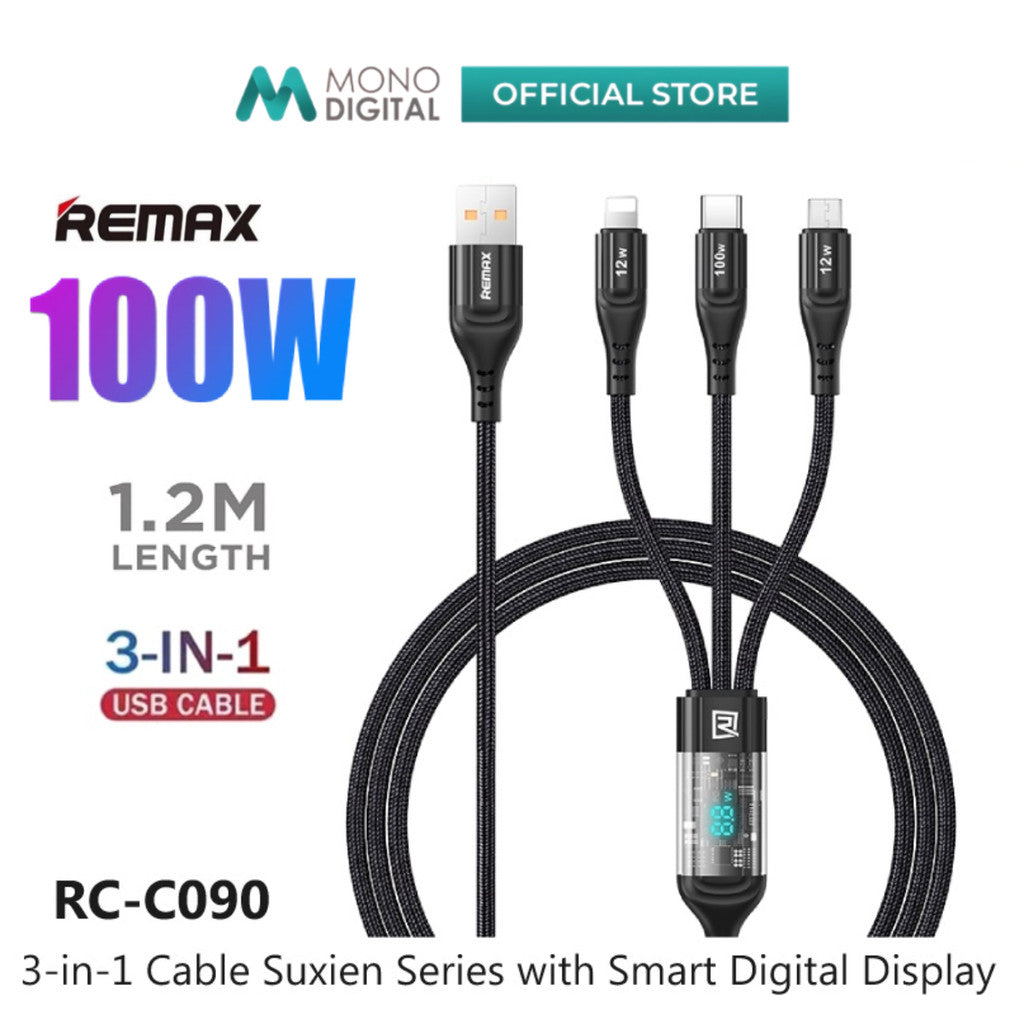 MONO
DIGITAL
OFFICIAL STORE
REMAX
100W
1.2M
LENGTH
3-IN-1
USB CABLE
REMAX
12W
100W
12W
88W
RC-C090
3-in-1 Cable Suxien Series with Smart Digital Display